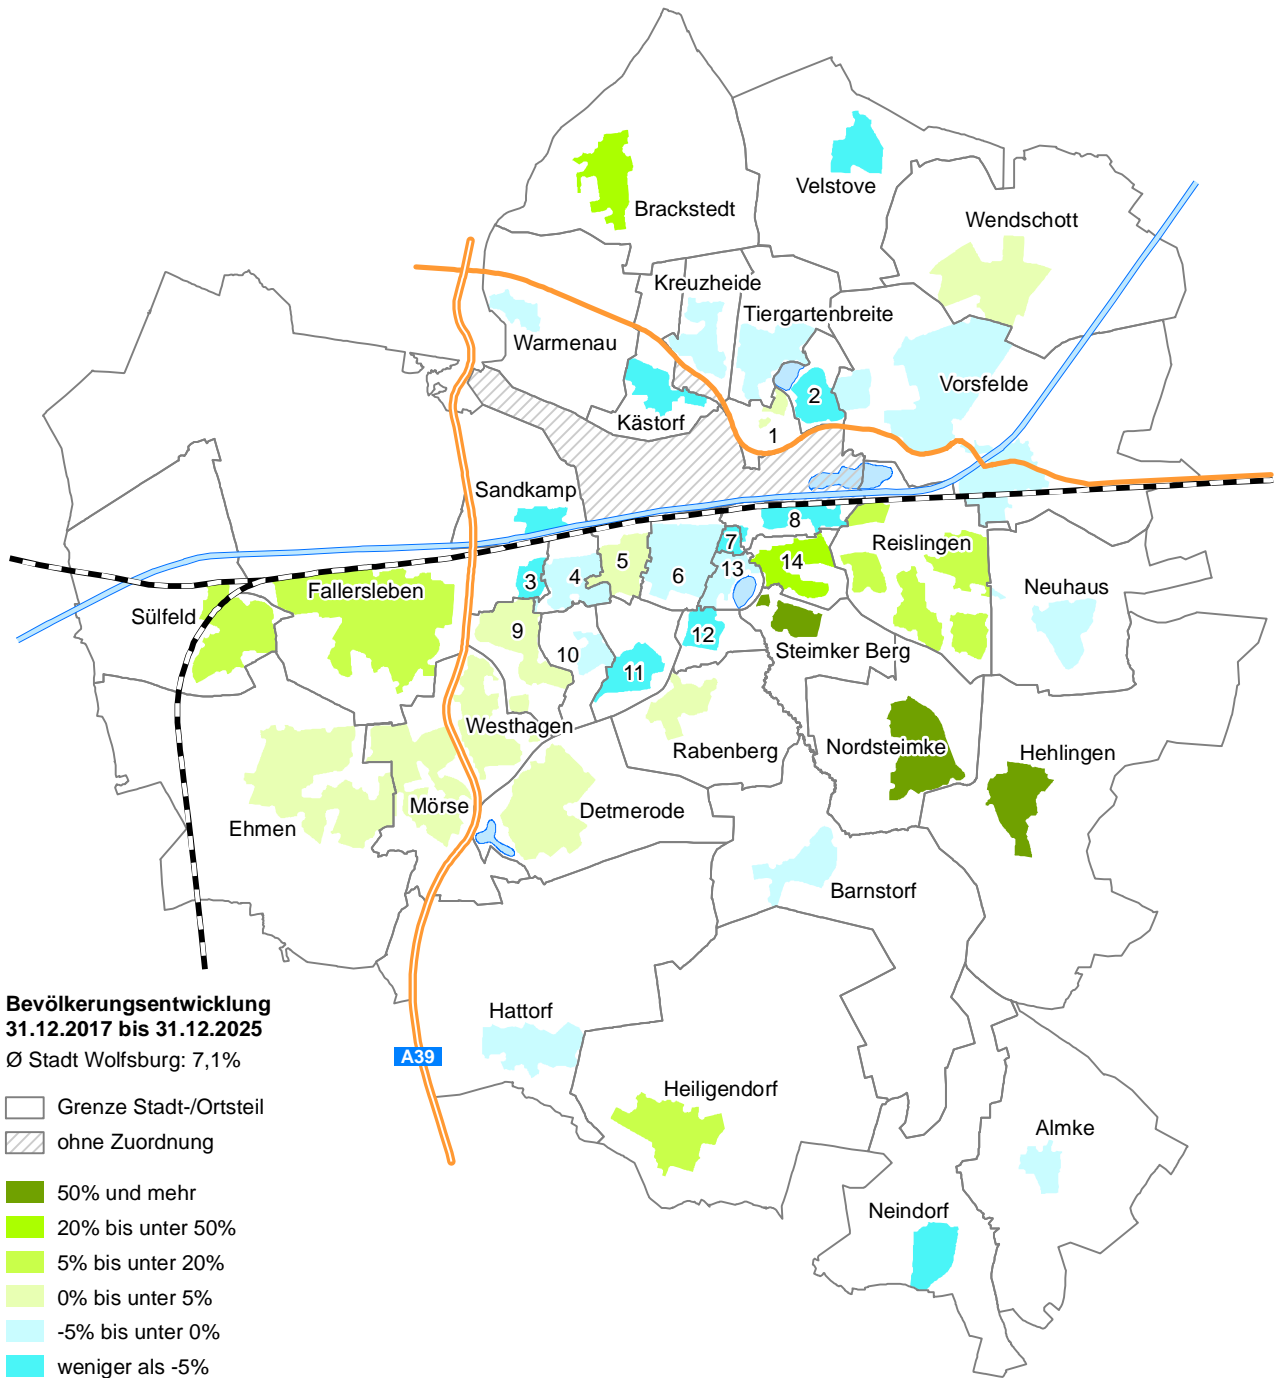 Velstove
Brackstedt
Wendschott
Kreuzheide
Tiergartenbreite
Warmenau
Vorsfelde
2
Kästorf
1
Sandkamp
8
7
Reislingen
5
14
13
3
4
6
Fallersleben
Neuhaus
Sülfeld
9
12
10
Steimker Berg
11
Westhagen
Rabenberg
Nordsteimke
Hehlingen
Mörse
Detmerode
Ehmen
Barnstorf
Bevölkerungsentwicklung
31.12.2017 bis 31.12.2025
Ø Stadt Wolfsburg: 7,1%
Hattorf
A39
Heiligendorf
Almke
Neindorf
Grenze Stadt-/Ortsteil
ohne Zuordnung
50% und mehr
20% bis unter 50%
5% bis unter 20%
0% bis unter 5%
-5% bis unter 0%
weniger als -5%